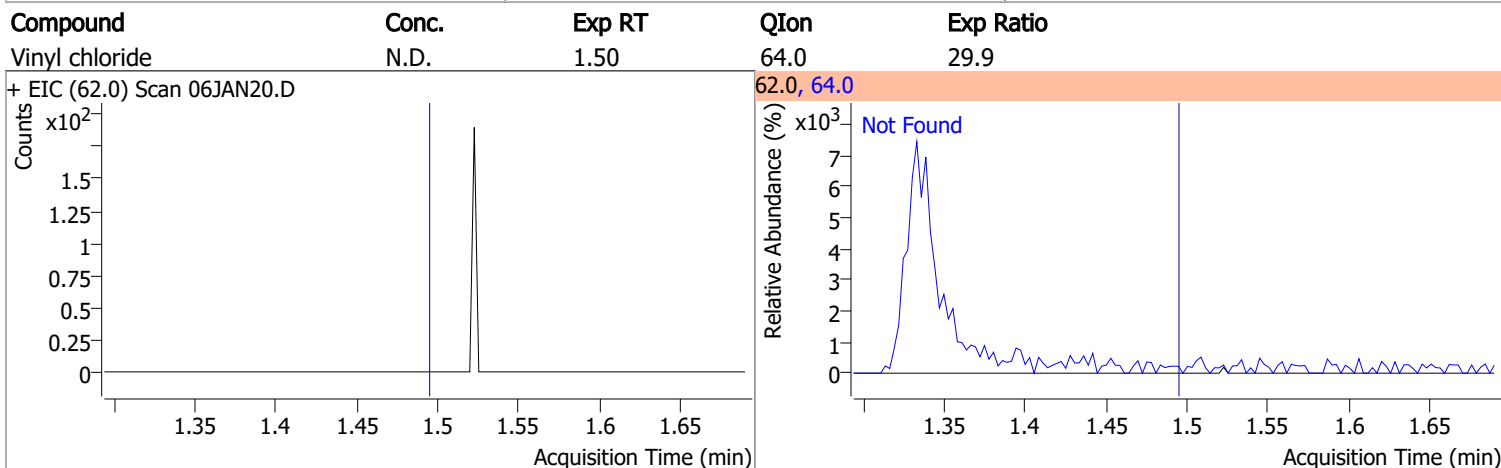 Compound Conc. Exp RT QIon Exp Ratio
Vinyl chloride N.D. 1.50 64.0 29.9
+ EIC (62.0) Scan 06JAN20.D
Counts
x10²
1.5
1.25
1
0.75
0.5
0.25
0
1.35 1.4 1.45 1.5 1.55 1.6 1.65
Acquisition Time (min)
62.0, 64.0
Relative Abundance (%)
x10³
Not Found
7
6
5
4
3
2
1
0
1.35 1.4 1.45 1.5 1.55 1.6 1.65
Acquisition Time (min)